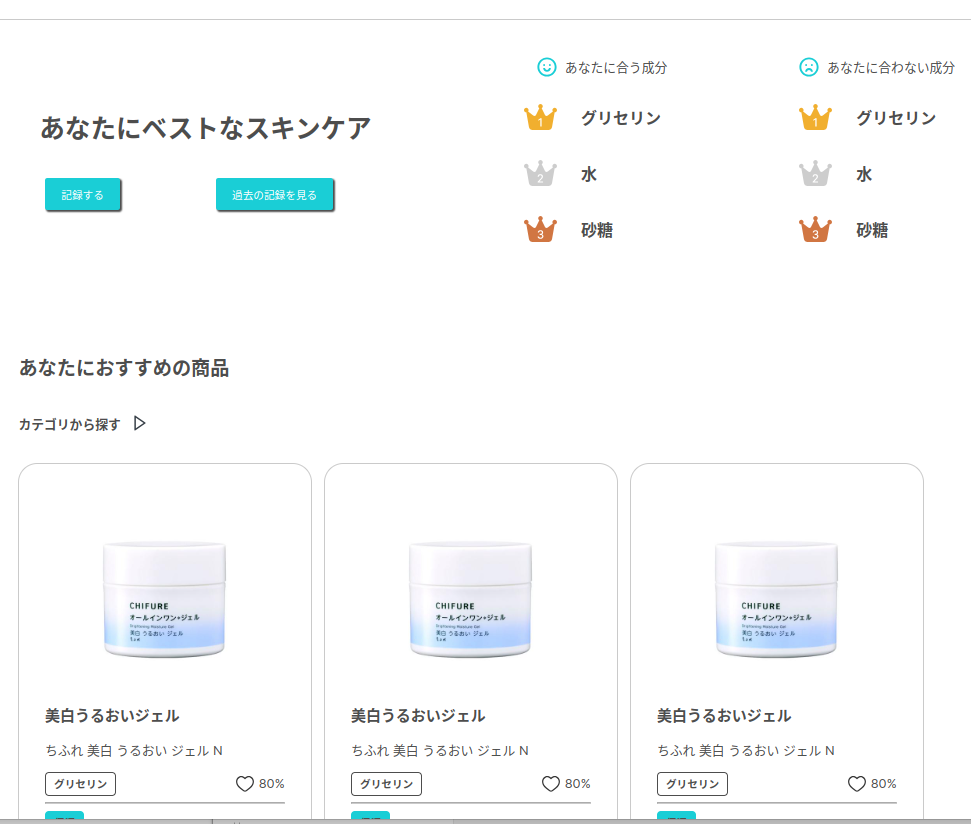 あなたに合う成分
あなたに合わない成分
あなたにベストなスキンケア
1 グリセリン
1 グリセリン
2 水
2 水
3 砂糖
3 砂糖
記録する
過去の記録を見る
あなたにおすすめの商品
カテゴリから探す
CHIFURE
オールインワン+ジェル
Brightening Moisture Gel
美白 うるおい ジェル
CHIFURE
オールインワン+ジェル
Brightening Moisture Gel
美白 うるおい ジェル
CHIFURE
オールインワン+ジェル
Brightening Moisture Gel
美白 うるおい ジェル
美白うるおいジェル
美白うるおいジェル
美白うるおいジェル
ちふれ 美白 うるおい ジェル N
ちふれ 美白 うるおい ジェル N
ちふれ 美白 うるおい ジェル N
グリセリン 80%
グリセリン 80%
グリセリン 80%